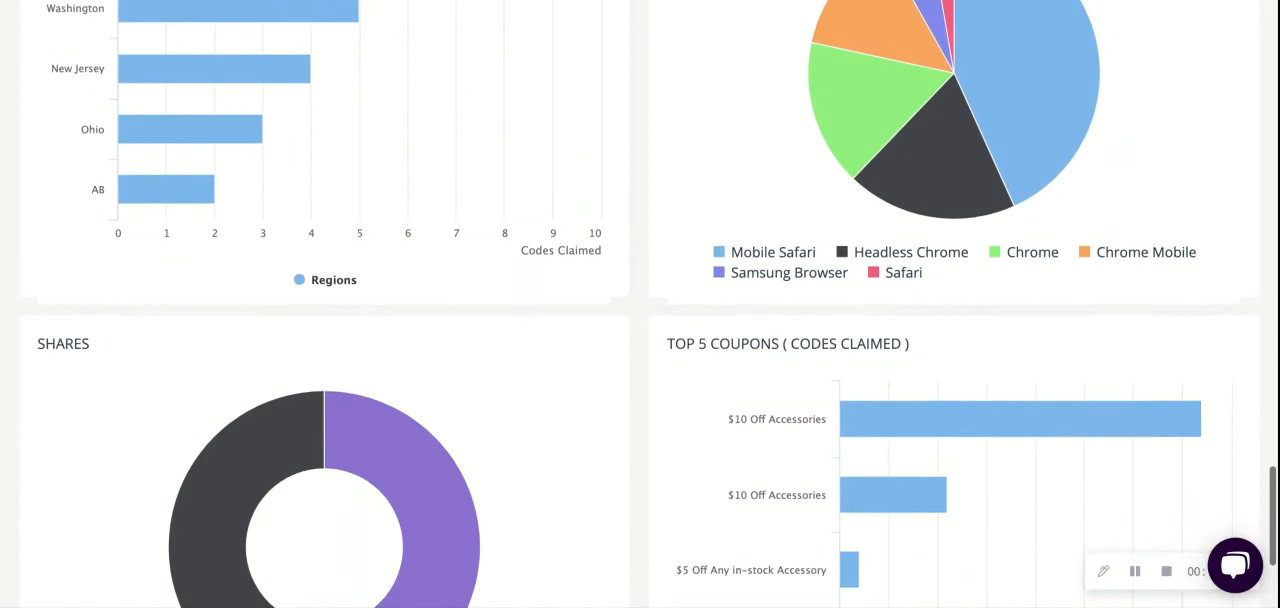 Washington
New Jersey
Ohio
AB
0 1 2 3 4 5 6 7 8 9 10
Codes Claimed
Regions
Mobile Safari Headless Chrome Chrome Chrome Mobile
Samsung Browser Safari
SHARES
TOP 5 COUPONS ( CODES CLAIMED )
$10 Off Accessories
$10 Off Accessories
$5 Off Any in-stock Accessory
00: